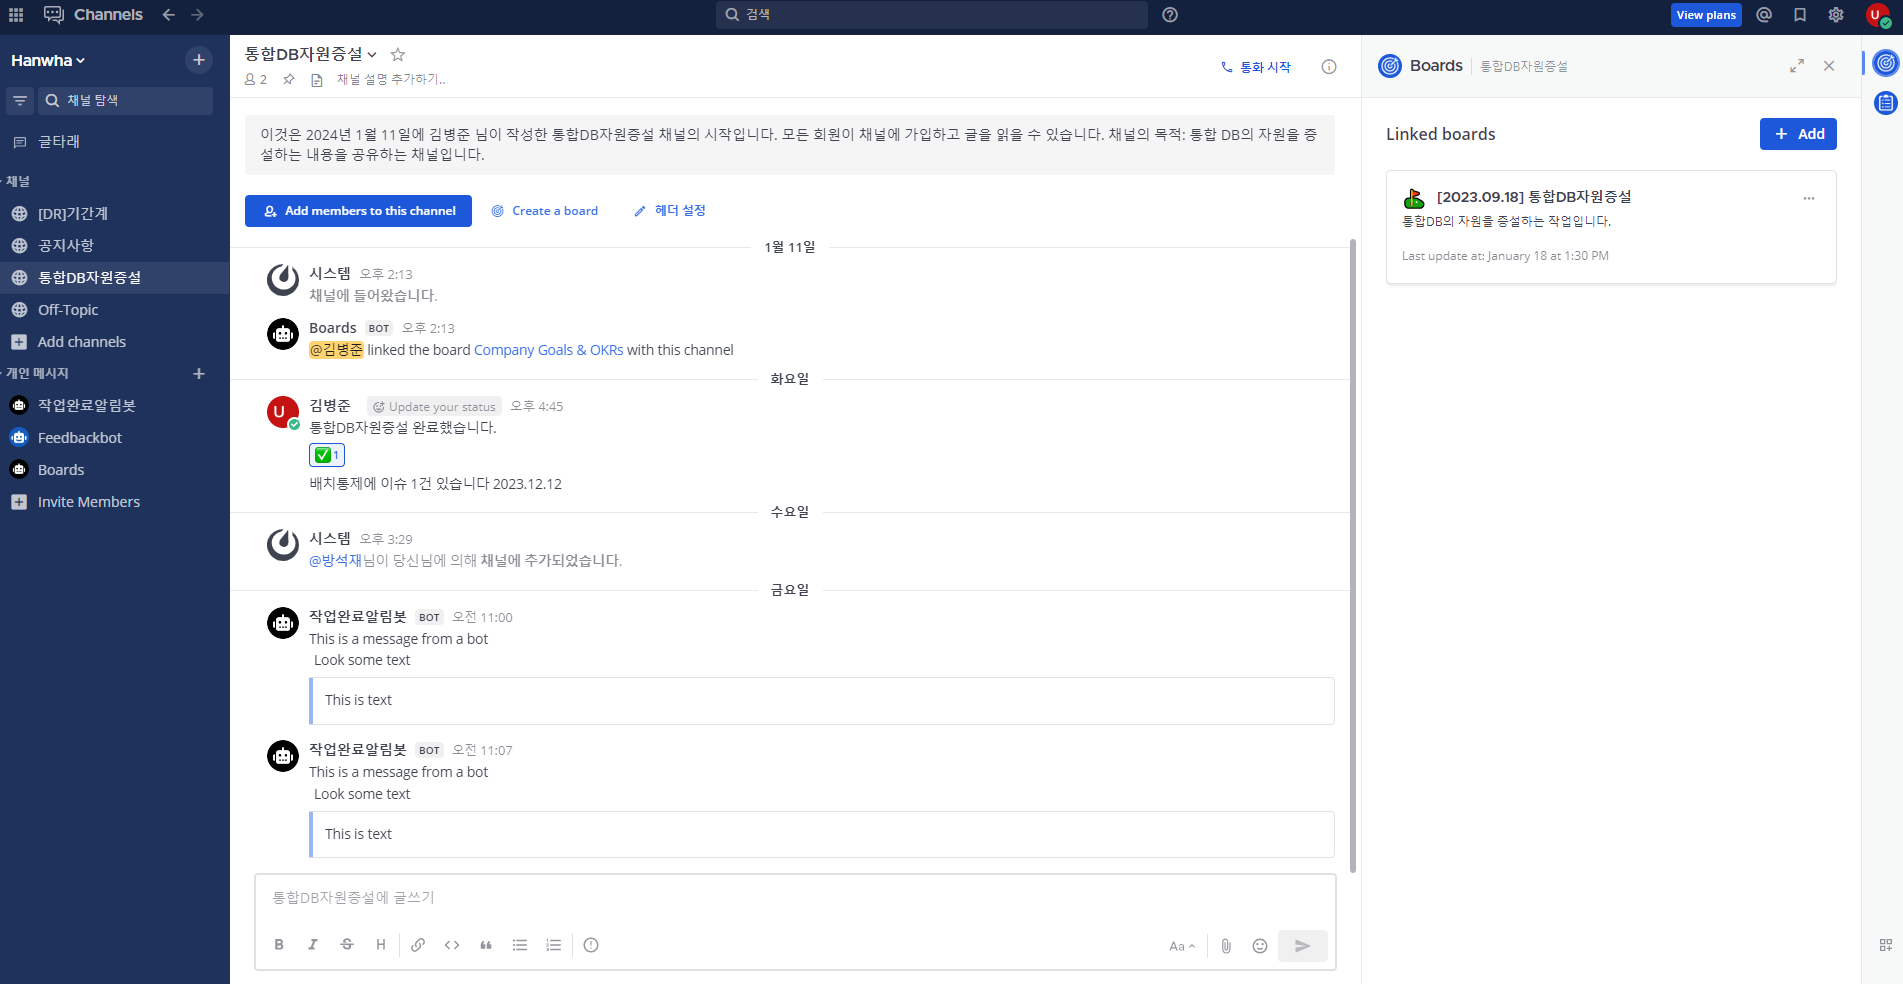 Channels
검색
View plans
U
Hanwha
채널 탐색
글타래
채널
[DR]기간계
공지사항
통합DB자원증설
Off-Topic
Add channels
개인 메시지
작업완료알림봇
Feedbackbot
Boards
Invite Members
통합DB자원증설
2
채널 설명 추가하기..
통화 시작
이것은 2024년 1월 11일에 김병준 님이 작성한 통합DB자원증설 채널의 시작입니다. 모든 회원이 채널에 가입하고 글을 읽을 수 있습니다. 채널의 목적: 통합 DB의 자원을 증
설하는 내용을 공유하는 채널입니다.
Add members to this channel
Create a board
헤더 설정
1월 11일
시스템 오후 2:13
채널에 들어왔습니다.
Boards BOT 오후 2:13
@김병준 linked the board Company Goals & OKRs with this channel
화요일
U
김병준 Update your status 오후 4:45
통합DB자원증설 완료했습니다.
1
배치통제에 이슈 1건 있습니다 2023.12.12
수요일
시스템 오후 3:29
@방석재님이 당신님에 의해 채널에 추가되었습니다.
금요일
작업완료알림봇 BOT 오전 11:00
This is a message from a bot
Look some text
This is text
작업완료알림봇 BOT 오전 11:07
This is a message from a bot
Look some text
This is text
통합DB자원증설에 글쓰기
B I S H
Aa
Boards 통합DB자원증설
Linked boards
Add
[2023.09.18] 통합DB자원증설
통합DB의 자원을 증설하는 작업입니다.
Last update at: January 18 at 1:30 PM